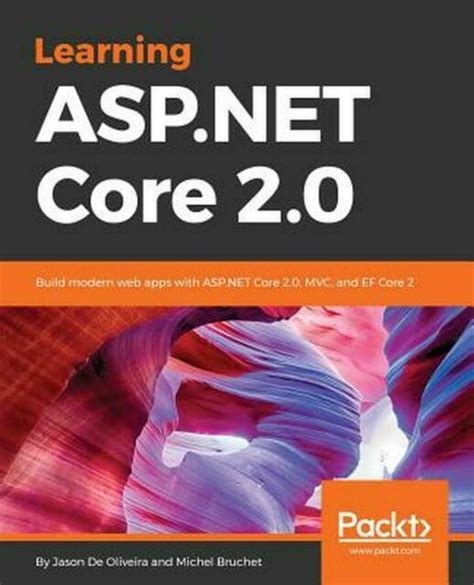 Learning
ASP.NET
Core 2.0
Build modern web apps with ASP.NET Core 2.0, MVC, and EF Core 2
Packt>
www.packt.com
By Jason De Oliveira and Michel Bruchet